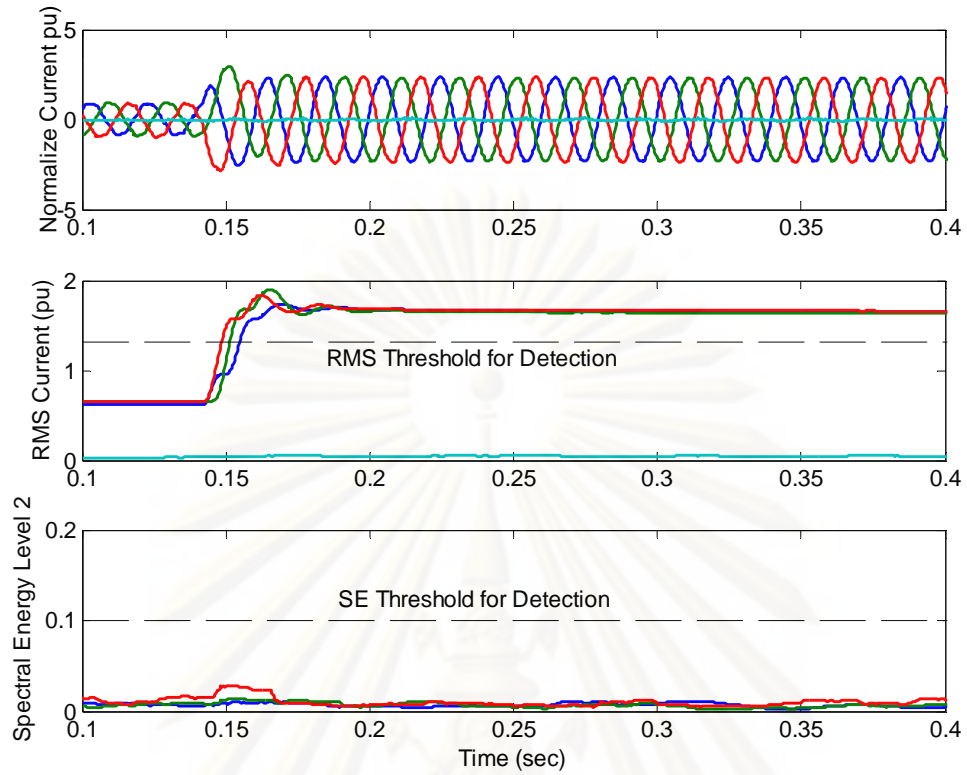 Normalize Current pu)
5
0
-5
0.1 0.15 0.2 0.25 0.3 0.35 0.4
RMS Current (pu)
2
1
0
RMS Threshold for Detection
0.1 0.15 0.2 0.25 0.3 0.35 0.4
Spectral Energy Level 2
0.2
0.1
0
SE Threshold for Detection
0.1 0.15 0.2 0.25 0.3 0.35 0.4
Time (sec)